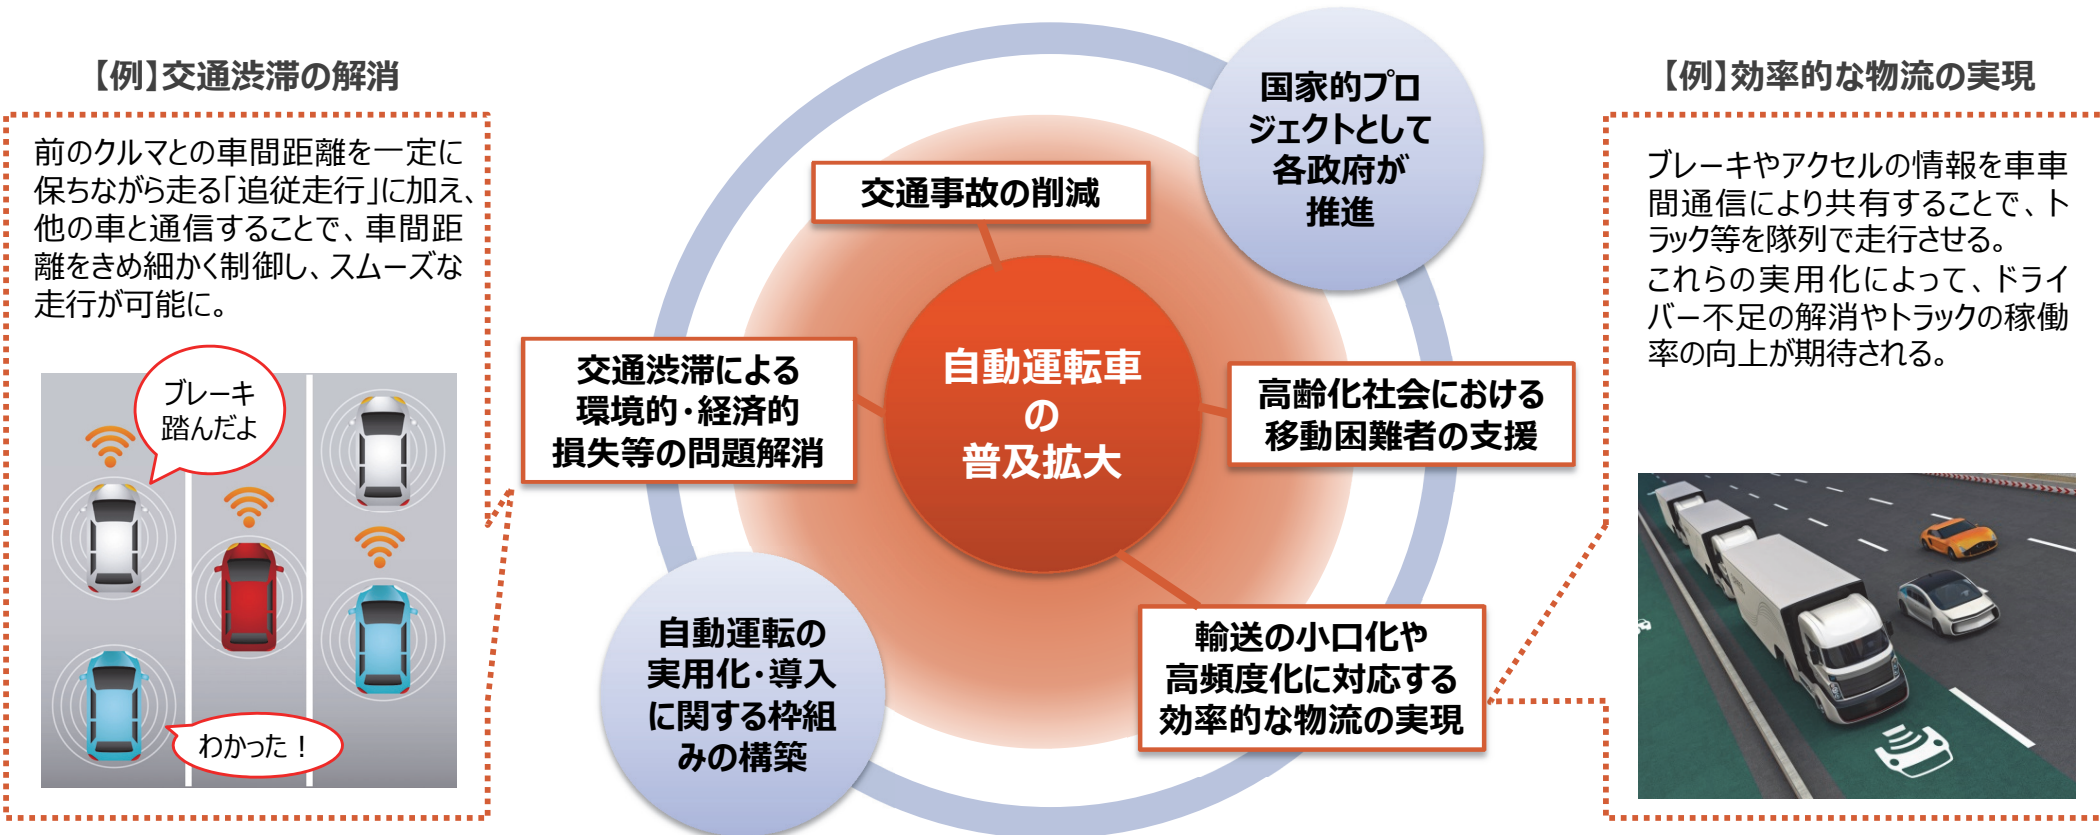 【例】交通渋滞の解消
前のクルマとの車間距離を一定に
保ちながら走る「追従走行」に加え、
他の車と通信することで、車間距
離をきめ細かく制御し、スムーズな
走行が可能に。
ブレーキ
踏んだよ
わかった！
国家的プロ
ジェクトとして
各政府が
推進
交通事故の削減
交通渋滞による
環境的・経済的
損失等の問題解消
自動運転車
の
普及拡大
高齢化社会における
移動困難者の支援
自動運転の
実用化・導入
に関する枠組
みの構築
輸送の小口化や
高頻度化に対応する
効率的な物流の実現
【例】効率的な物流の実現
ブレーキやアクセルの情報を車車
間通信により共有することで、ト
ラック等を隊列で走行させる。
これらの実用化によって、ドライ
バー不足の解消やトラックの稼働
率の向上が期待される。